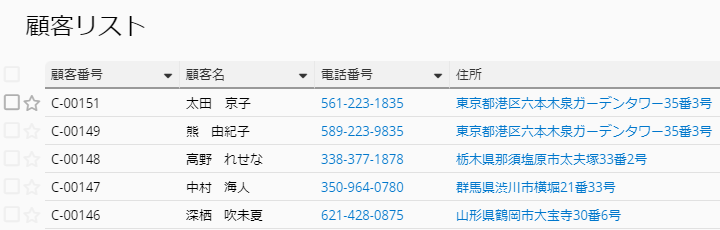 顧客リスト
顧客番号 顧客名 電話番号 住所
C-00151 太田　京子 561-223-1835 東京都港区六本木泉ガーデンタワー35番3号
C-00149 熊　由紀子 589-223-9835 東京都港区六本木泉ガーデンタワー35番3号
C-00148 高野　れせな 338-377-1878 栃木県那須塩原市太夫塚33番2号
C-00147 中村　海人 350-964-0780 群馬県渋川市横堀21番33号
C-00146 深栖　吹未夏 621-428-0875 山形県鶴岡市大宝寺30番6号